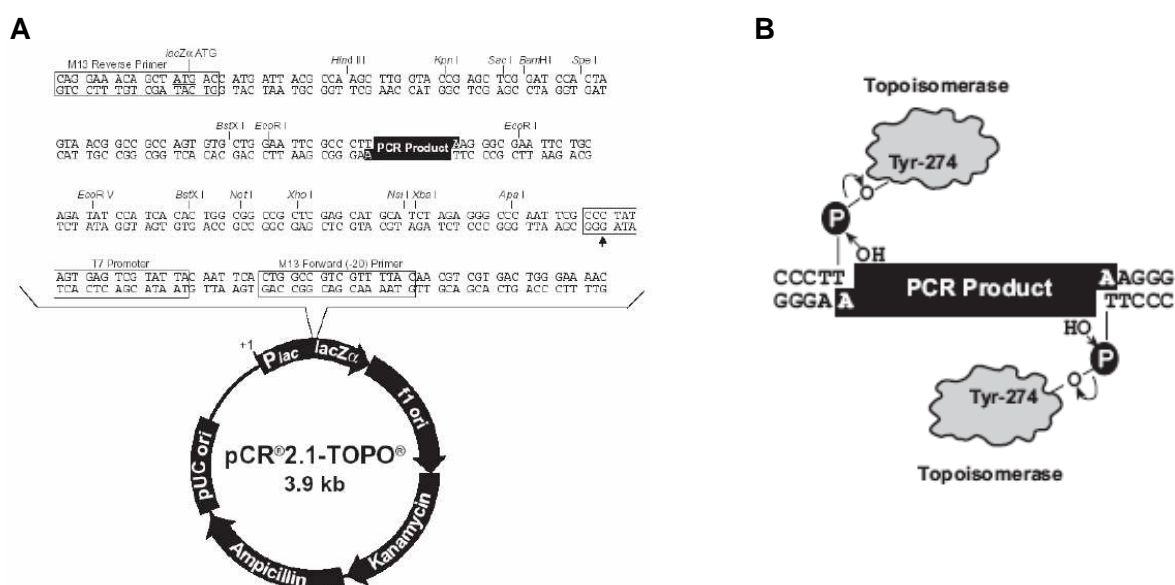 A
B
lacZα ATG
M13 Reverse Primer
Hind III Kpn I Sac I BamH I Spe I
CAG GAA ACA GCT ATG ACC ATG ATT ACG CCA AGC TTG GTA CCG AGC TCG GAT CCA CTA
GTC CTT TGT CGA TAC TGG TAC TAA TGC GGT TCG AAC CAT GGC TCG AGC CTA GGT GAT
BstX I EcoR I EcoR I
GTA ACG GCC GCC AGT GTG CTG GAA TTC GCC CTT PCR Product AAG GGC GAA TTC TGC
CAT TGC CGG CGG TCA CAC GAC CTT AAG CGG GAA TTC CCG CTT AAG ACG
EcoR V BstX I Not I Xho I Nsi I Xba I Apa I
AGA TAT CCA TCA CAC TGG CGG CCG CTC GAG CAT GCA TCT AGA GGG CCC AAT TCG CCC TAT
TCT ATA GGT AGT GTG ACC GCC GGC GAG CTC GTA CGT AGA TCT CCC GGG TTA AGC GGG ATA
T7 Promoter M13 Forward (-20) Primer
AGT GAG TCG TAT TAC AAT TCA CTG GCC GTC GTT TTA CAA CGT CGT GAC TGG GAA AAC
TCA CTC AGC ATA ATG TTA AGT GAC CGG CAG CAA AAT GTT GCA GCA CTG ACC CTT TTG
+1
Plac lacZα
f1 ori
Kanamycin
Ampicillin
pUC ori
pCR®2.1-TOPO®
3.9 kb
Topoisomerase
Tyr-274
O
P
OH
CCCTT PCR Product AAGGG
GGGAA TTCCC
HO
P
O
Tyr-274
Topoisomerase